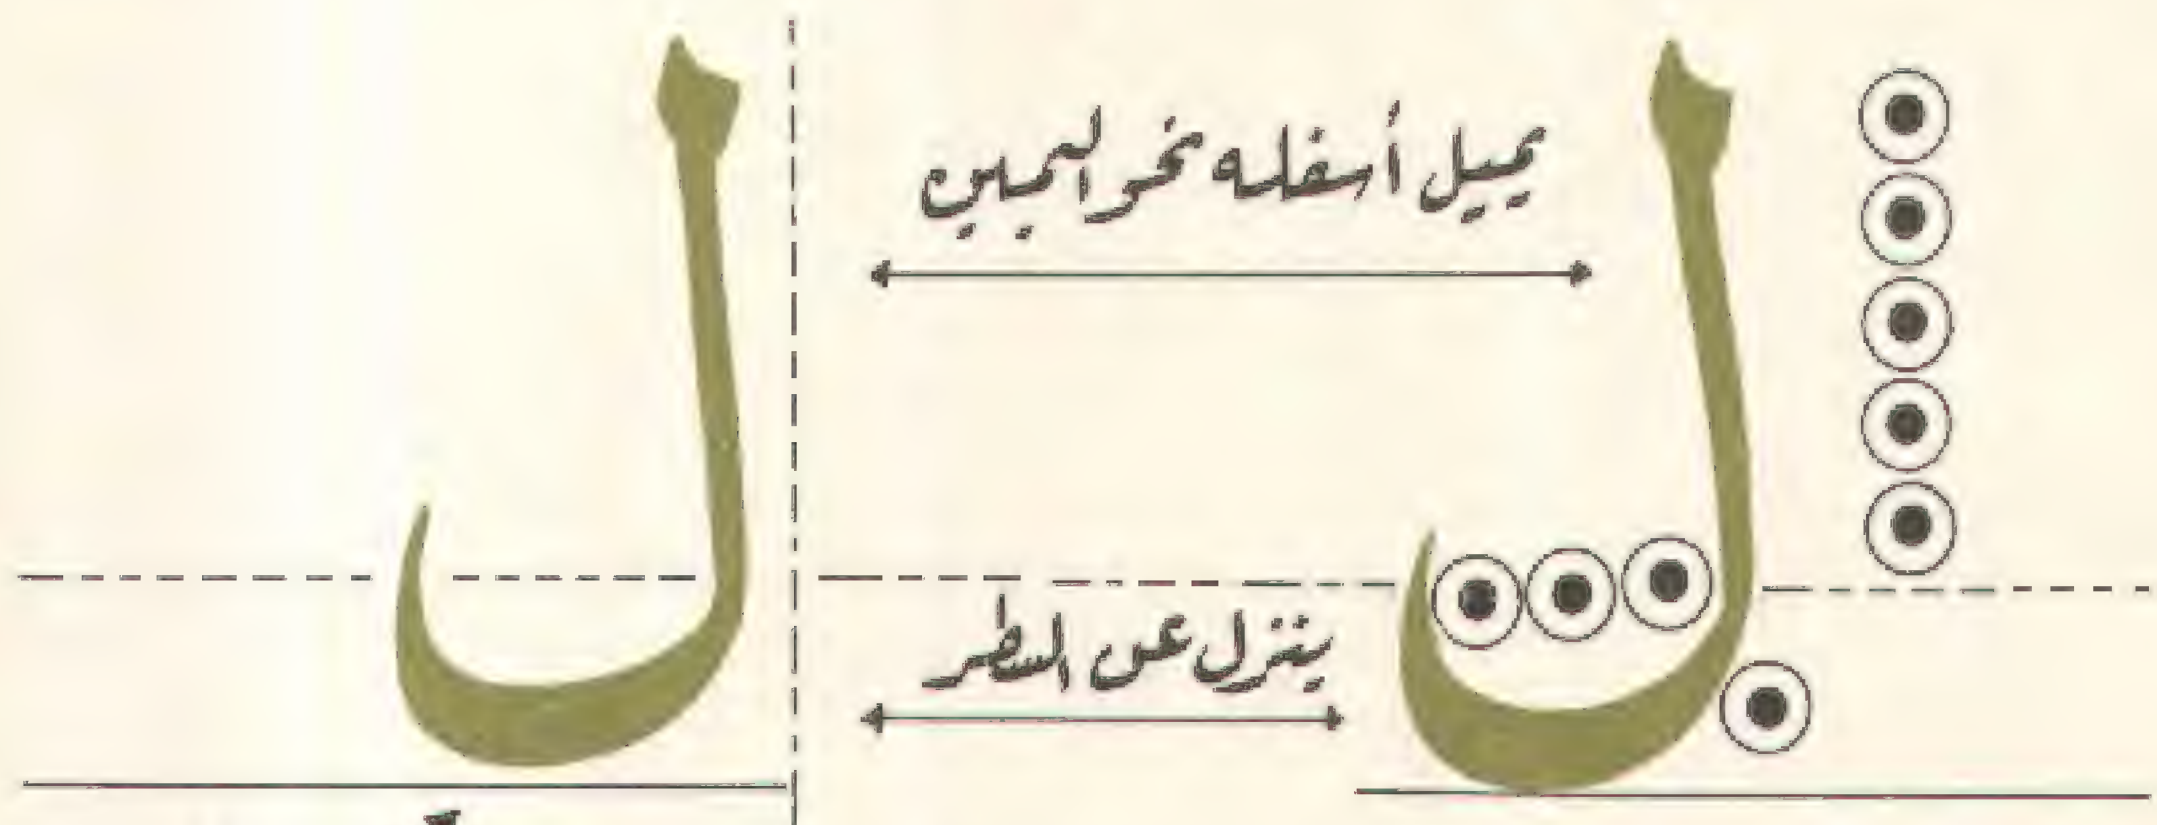 ل ل
يميل أسفله نحو اليمين
ينزل عن السطر